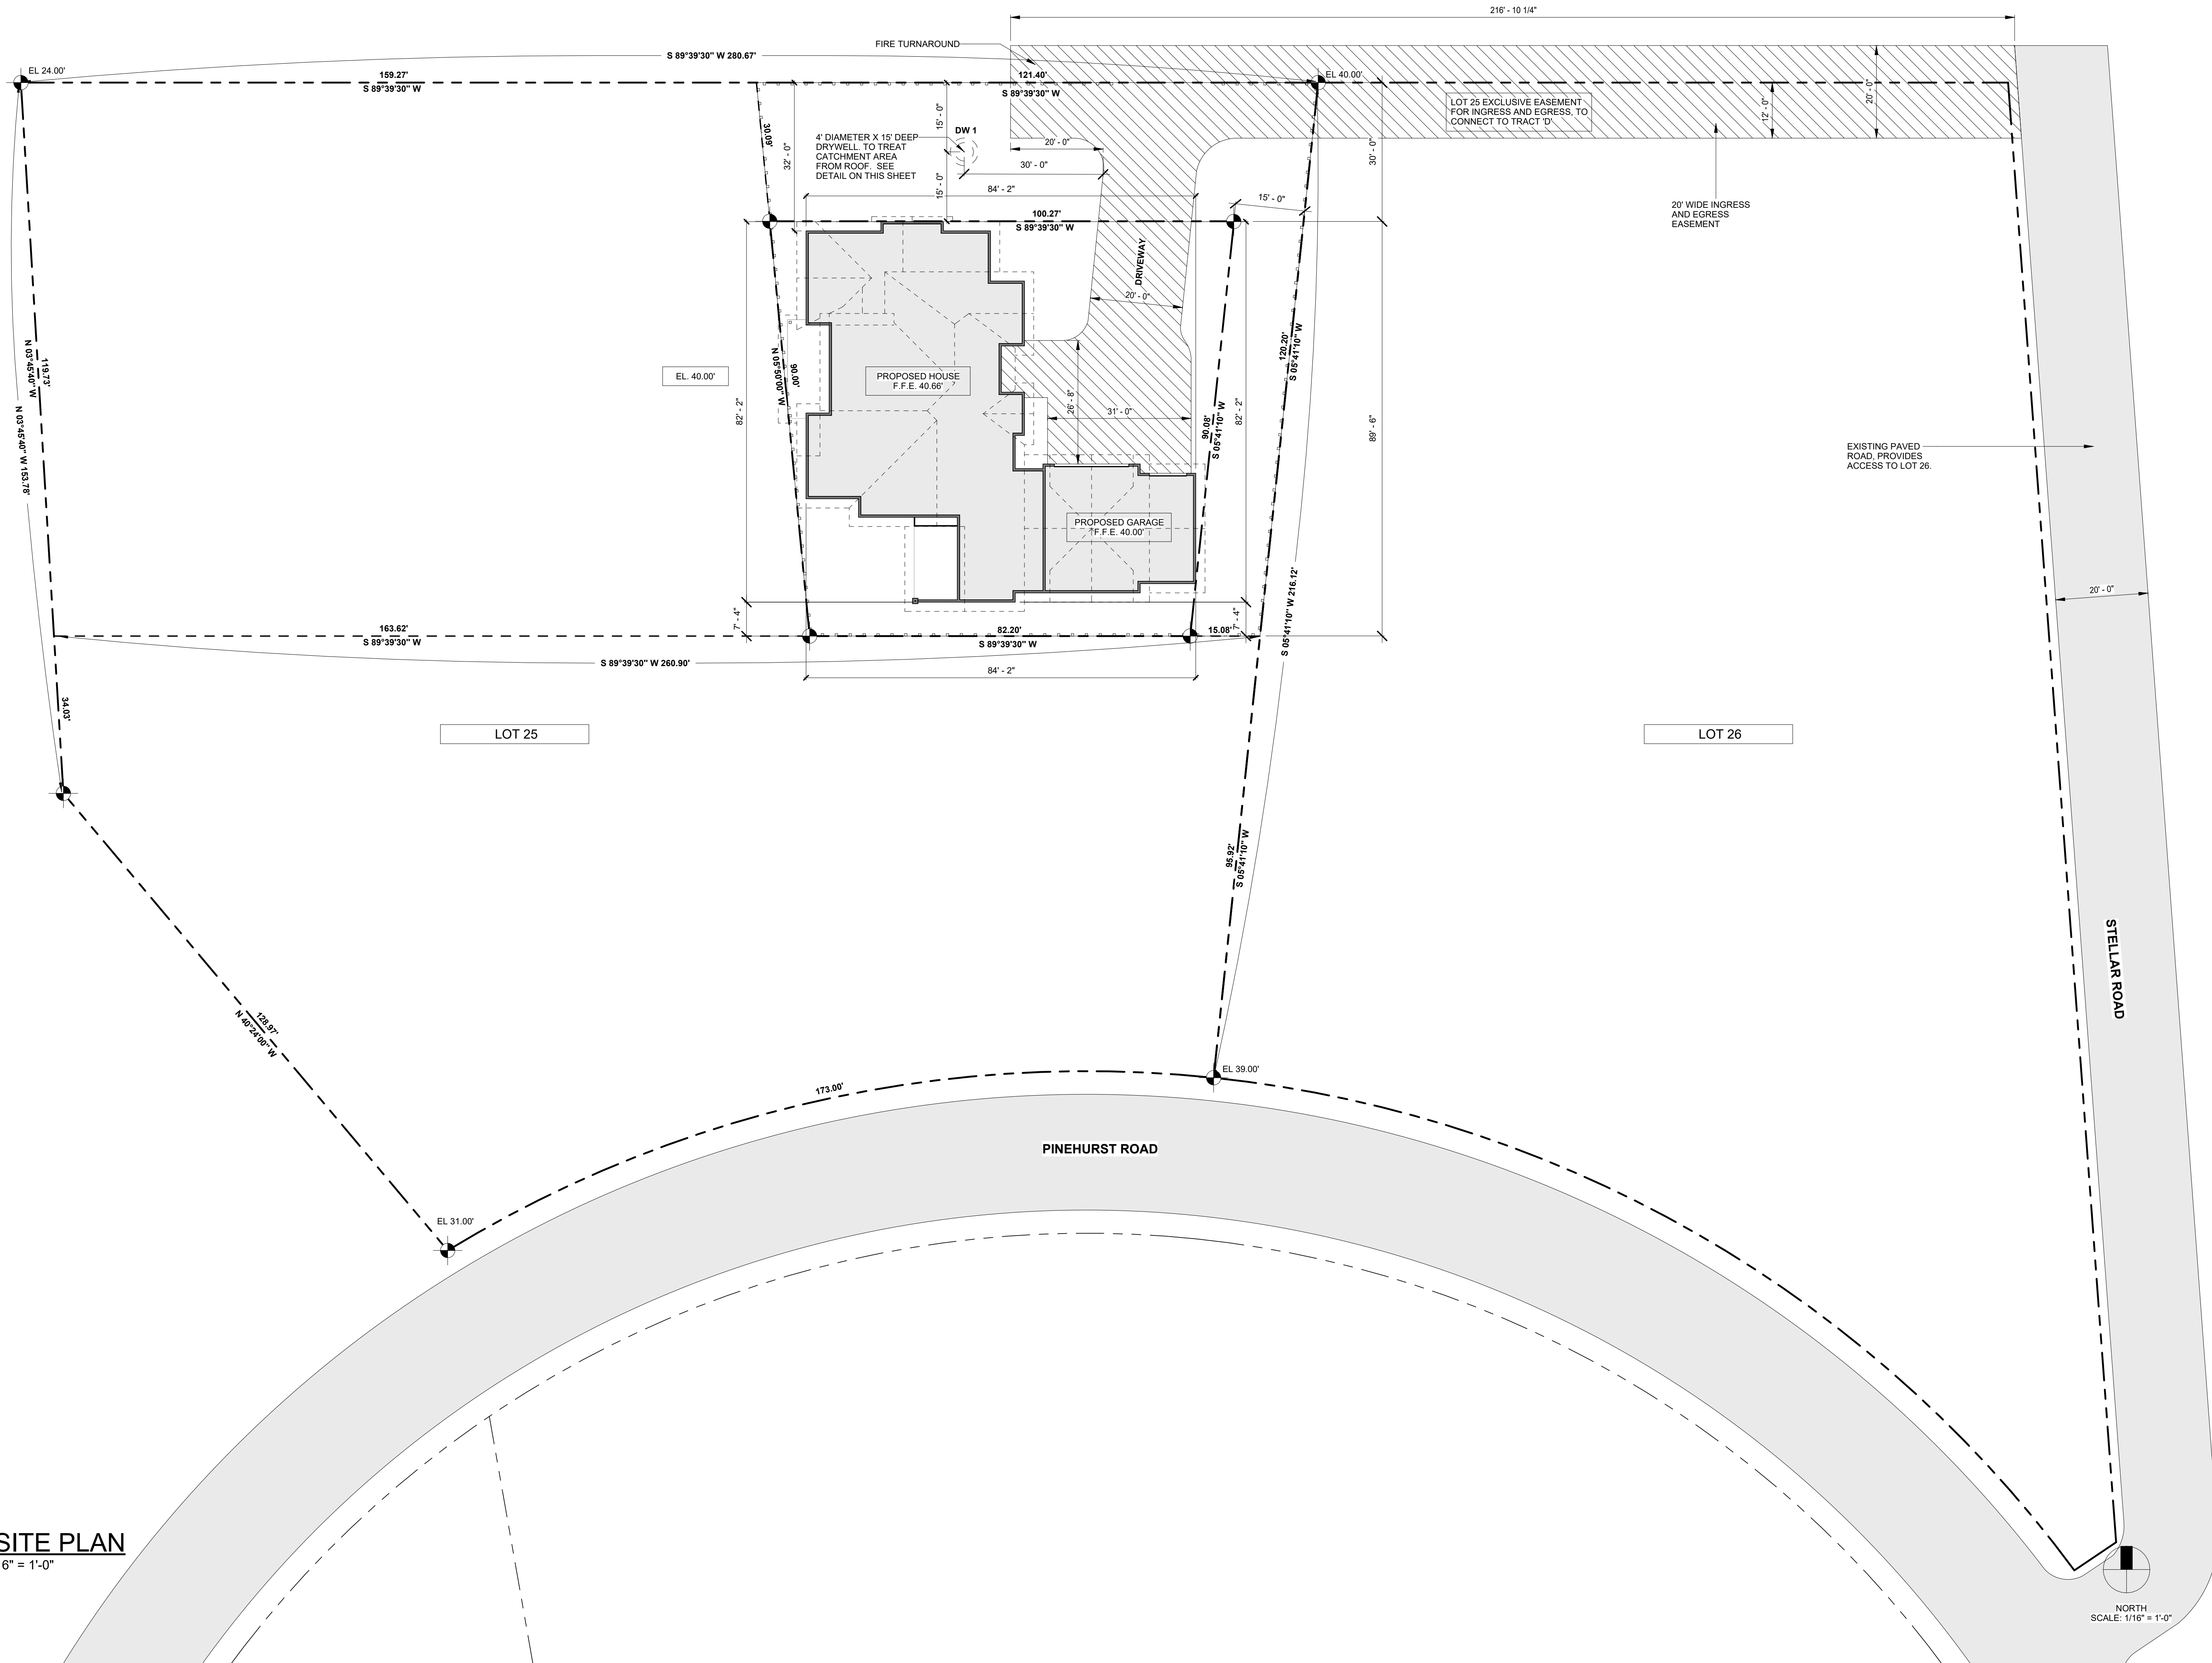 216' - 10 1/4"
FIRE TURNAROUND
S 89°39'30" W 280.67'
EL 24.00'
159.27'
S 89°39'30" W
121.40'
S 89°39'30" W
EL 40.00'
LOT 25 EXCLUSIVE EASEMENT
FOR INGRESS AND EGRESS, TO
CONNECT TO TRACT 'D'
12' - 0"
20' - 0"
30.09'
32' - 0"
4' DIAMETER X 15' DEEP
DRYWELL. TO TREAT
CATCHMENT AREA
FROM ROOF. SEE
DETAIL ON THIS SHEET
15' - 0"
DW 1
20' - 0"
30' - 0"
15' - 0"
84' - 2"
30' - 0"
15' - 0"
100.27'
S 89°39'30" W
20' WIDE INGRESS
AND EGRESS
EASEMENT
DRIVEWAY
20' - 0"
119.73'
N 03°45'40" W
N 03°45'40" W 153.78'
EL. 40.00'
N 05°50'00" W
90.00'
82' - 2"
PROPOSED HOUSE
F.F.E. 40.66'
26' - 8"
31' - 0"
90.08'
S 05°41'10" W
82' - 2"
120.20'
S 05°41'10" W
89' - 6"
EXISTING PAVED
ROAD, PROVIDES
ACCESS TO LOT 26.
PROPOSED GARAGE
F.F.E. 40.00'
20' - 0"
7' - 4"
163.62'
S 89°39'30" W
82.20'
S 89°39'30" W
15.08'
7' - 4"
S 05°41'10" W 216.12'
S 89°39'30" W 260.90'
84' - 2"
34.03'
LOT 25
LOT 26
95.92'
S 05°41'10" W
STELLAR ROAD
128.97'
N 40°24'00" W
173.00'
EL 39.00'
PINEHURST ROAD
EL 31.00'
SITE PLAN
6" = 1'-0"
NORTH
SCALE: 1/16" = 1'-0"